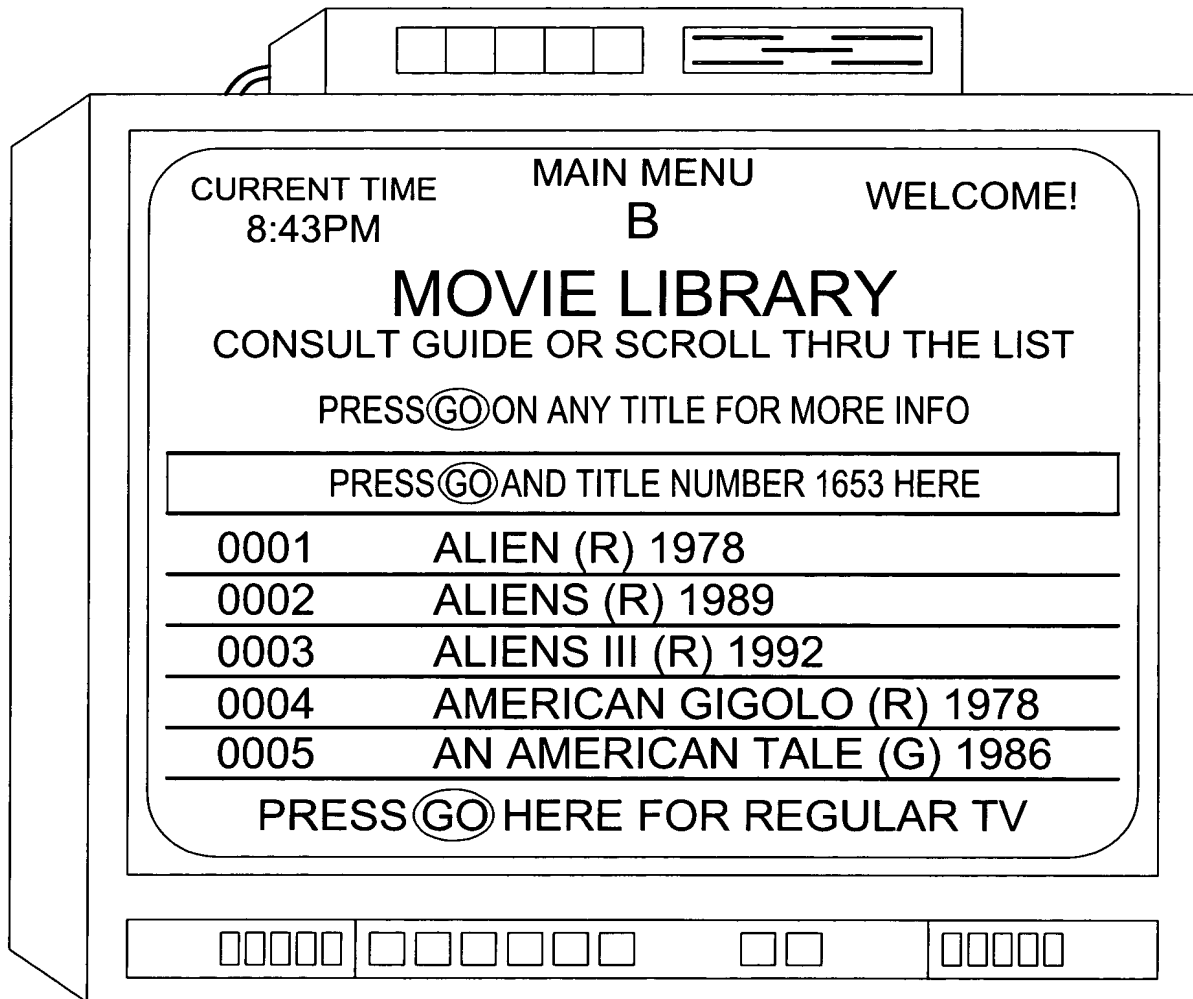 CURRENT TIME
8:43PM
MAIN MENU
B
WELCOME!
MOVIE LIBRARY
CONSULT GUIDE OR SCROLL THRU THE LIST
PRESS GO ON ANY TITLE FOR MORE INFO
PRESS GO AND TITLE NUMBER 1653 HERE
0001 ALIEN (R) 1978
0002 ALIENS (R) 1989
0003 ALIENS III (R) 1992
0004 AMERICAN GIGOLO (R) 1978
0005 AN AMERICAN TALE (G) 1986
PRESS GO HERE FOR REGULAR TV